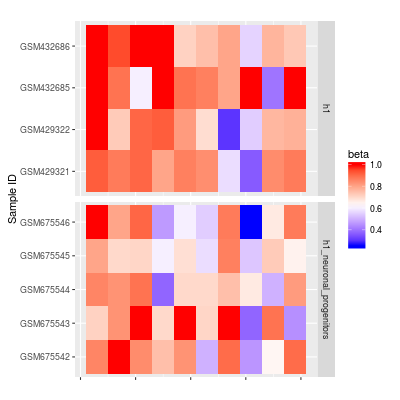 Sample ID
GSM432686
GSM432685
GSM429322
GSM429321
h1
GSM675546
GSM675545
GSM675544
GSM675543
GSM675542
h1_neuronal_progenitors
beta
1.0
0.8
0.6
0.4